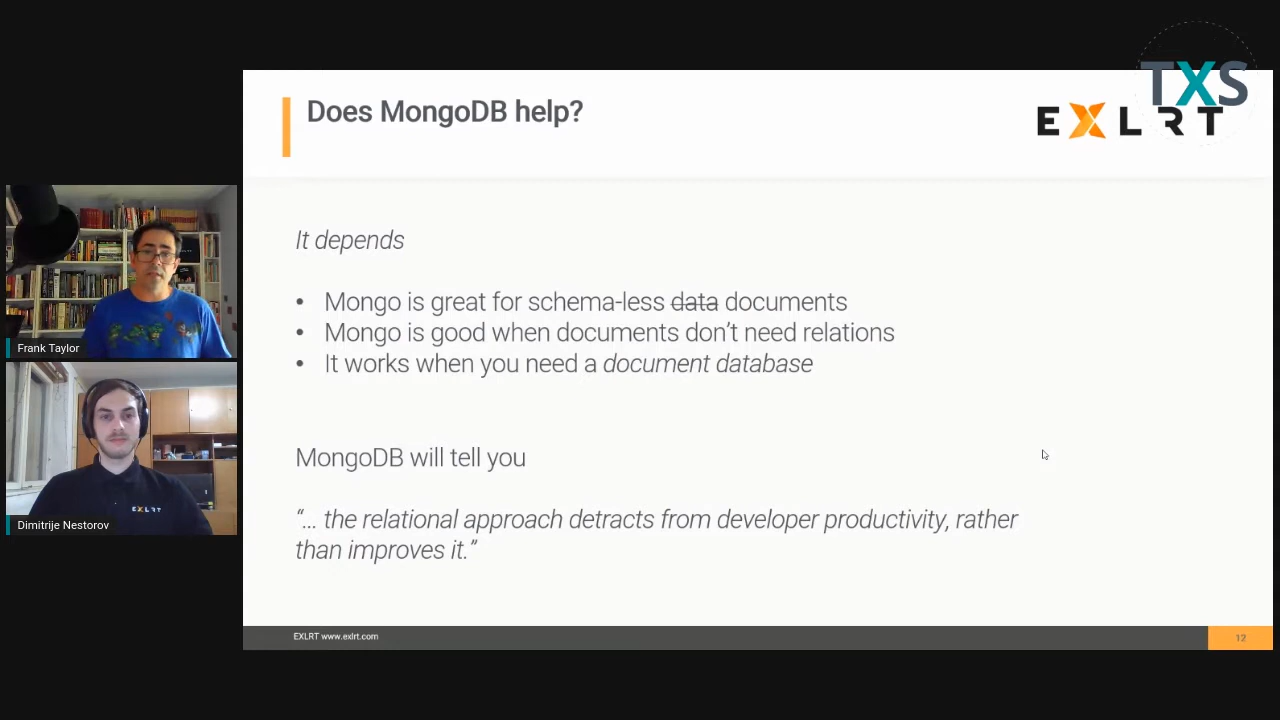 TXS
Does MongoDB help?
EXLRT
It depends
• Mongo is great for schema-less data documents
• Mongo is good when documents don’t need relations
• It works when you need a document database
MongoDB will tell you
“... the relational approach detracts from developer productivity, rather
than improves it.”
EXLRT www.exlrt.com
12
Frank Taylor
EXLRT
Dimitrije Nestorov